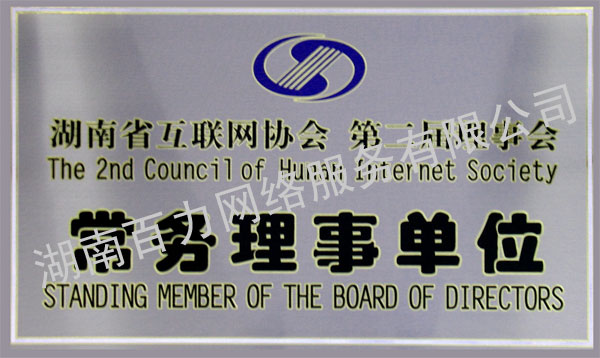 湖南省互联网协会 第二届理事会
The 2nd Council of Hunan Internet Society
常务理事单位
STANDING MEMBER OF THE BOARD OF DIRECTORS
湖南百力网络服务有限公司